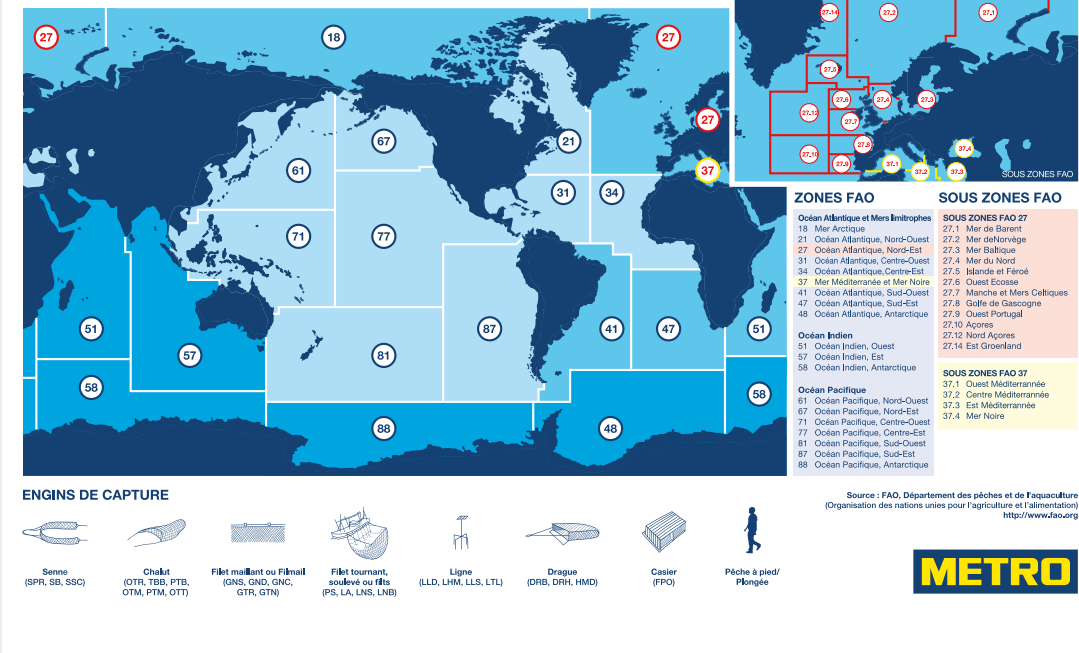 27
18
27
67
21
27
61
37
31
34
71
77
51
57
81
87
41
47
51
58
58
88
48
27-14
27.2
27.1
27.5
27.6
27.4
27.3
27-12
27.7
27.8
27-10
27.9
37.1
37.2
37.3
37.4
SOUS ZONES FAO
ZONES FAO
Océan Atlantique et Mers limitrophes
18 Mer Arctique
21 Océan Atlantique, Nord-Ouest
27 Océan Atlantique, Nord-Est
31 Océan Atlantique, Centre-Ouest
34 Océan Atlantique,Centre-Est
37 Mer Méditerranée et Mer Noire
41 Océan Atlantique, Sud-Ouest
47 Océan Atlantique, Sud-Est
48 Océan Atlantique, Antarctique
Océan Indien
51 Océan Indien, Ouest
57 Océan Indien, Est
58 Océan Indien, Antarctique
Océan Pacifique
61 Océan Pacifique, Nord-Ouest
67 Océan Pacifique, Nord-Est
71 Océan Pacifique, Centre-Ouest
77 Océan Pacifique, Centre-Est
81 Océan Pacifique, Sud-Ouest
87 Océan Pacifique, Sud-Est
88 Océan Pacifique, Antarctique
SOUS ZONES FAO
SOUS ZONES FAO 27
27.1 Mer de Barent
27.2 Mer deNorvège
27.3 Mer Baltique
27.4 Mer du Nord
27.5 Islande et Féroé
27.6 Ouest Ecosse
27.7 Manche et Mers Celtiques
27.8 Golfe de Gascogne
27.9 Ouest Portugal
27.10 Açores
27.12 Nord Açores
27.14 Est Groenland
SOUS ZONES FAO 37
37.1 Ouest Méditerrannée
37.2 Centre Méditerrannée
37.3 Est Méditerrannée
37.4 Mer Noire
ENGINS DE CAPTURE
Senne
(SPR, SB, SSC)
Chalut
(OTR, TBB, PTB,
OTM, PTM, OTT)
Filet maillant ou Filmail
(GNS, GND, GNC,
GTR, GTN)
Filet tournant,
soulevé ou filts
(PS, LA, LNS, LNB)
Ligne
(LLD, LHM, LLS, LTL)
Drague
(DRB, DRH, HMD)
Casier
(FPO)
Pêche à pied/
Plongée
Source : FAO, Département des pêches et de l'aquaculture
(Organisation des nations unies pour l'agriculture et l'alimentation)
http://www.fao.org
METRO